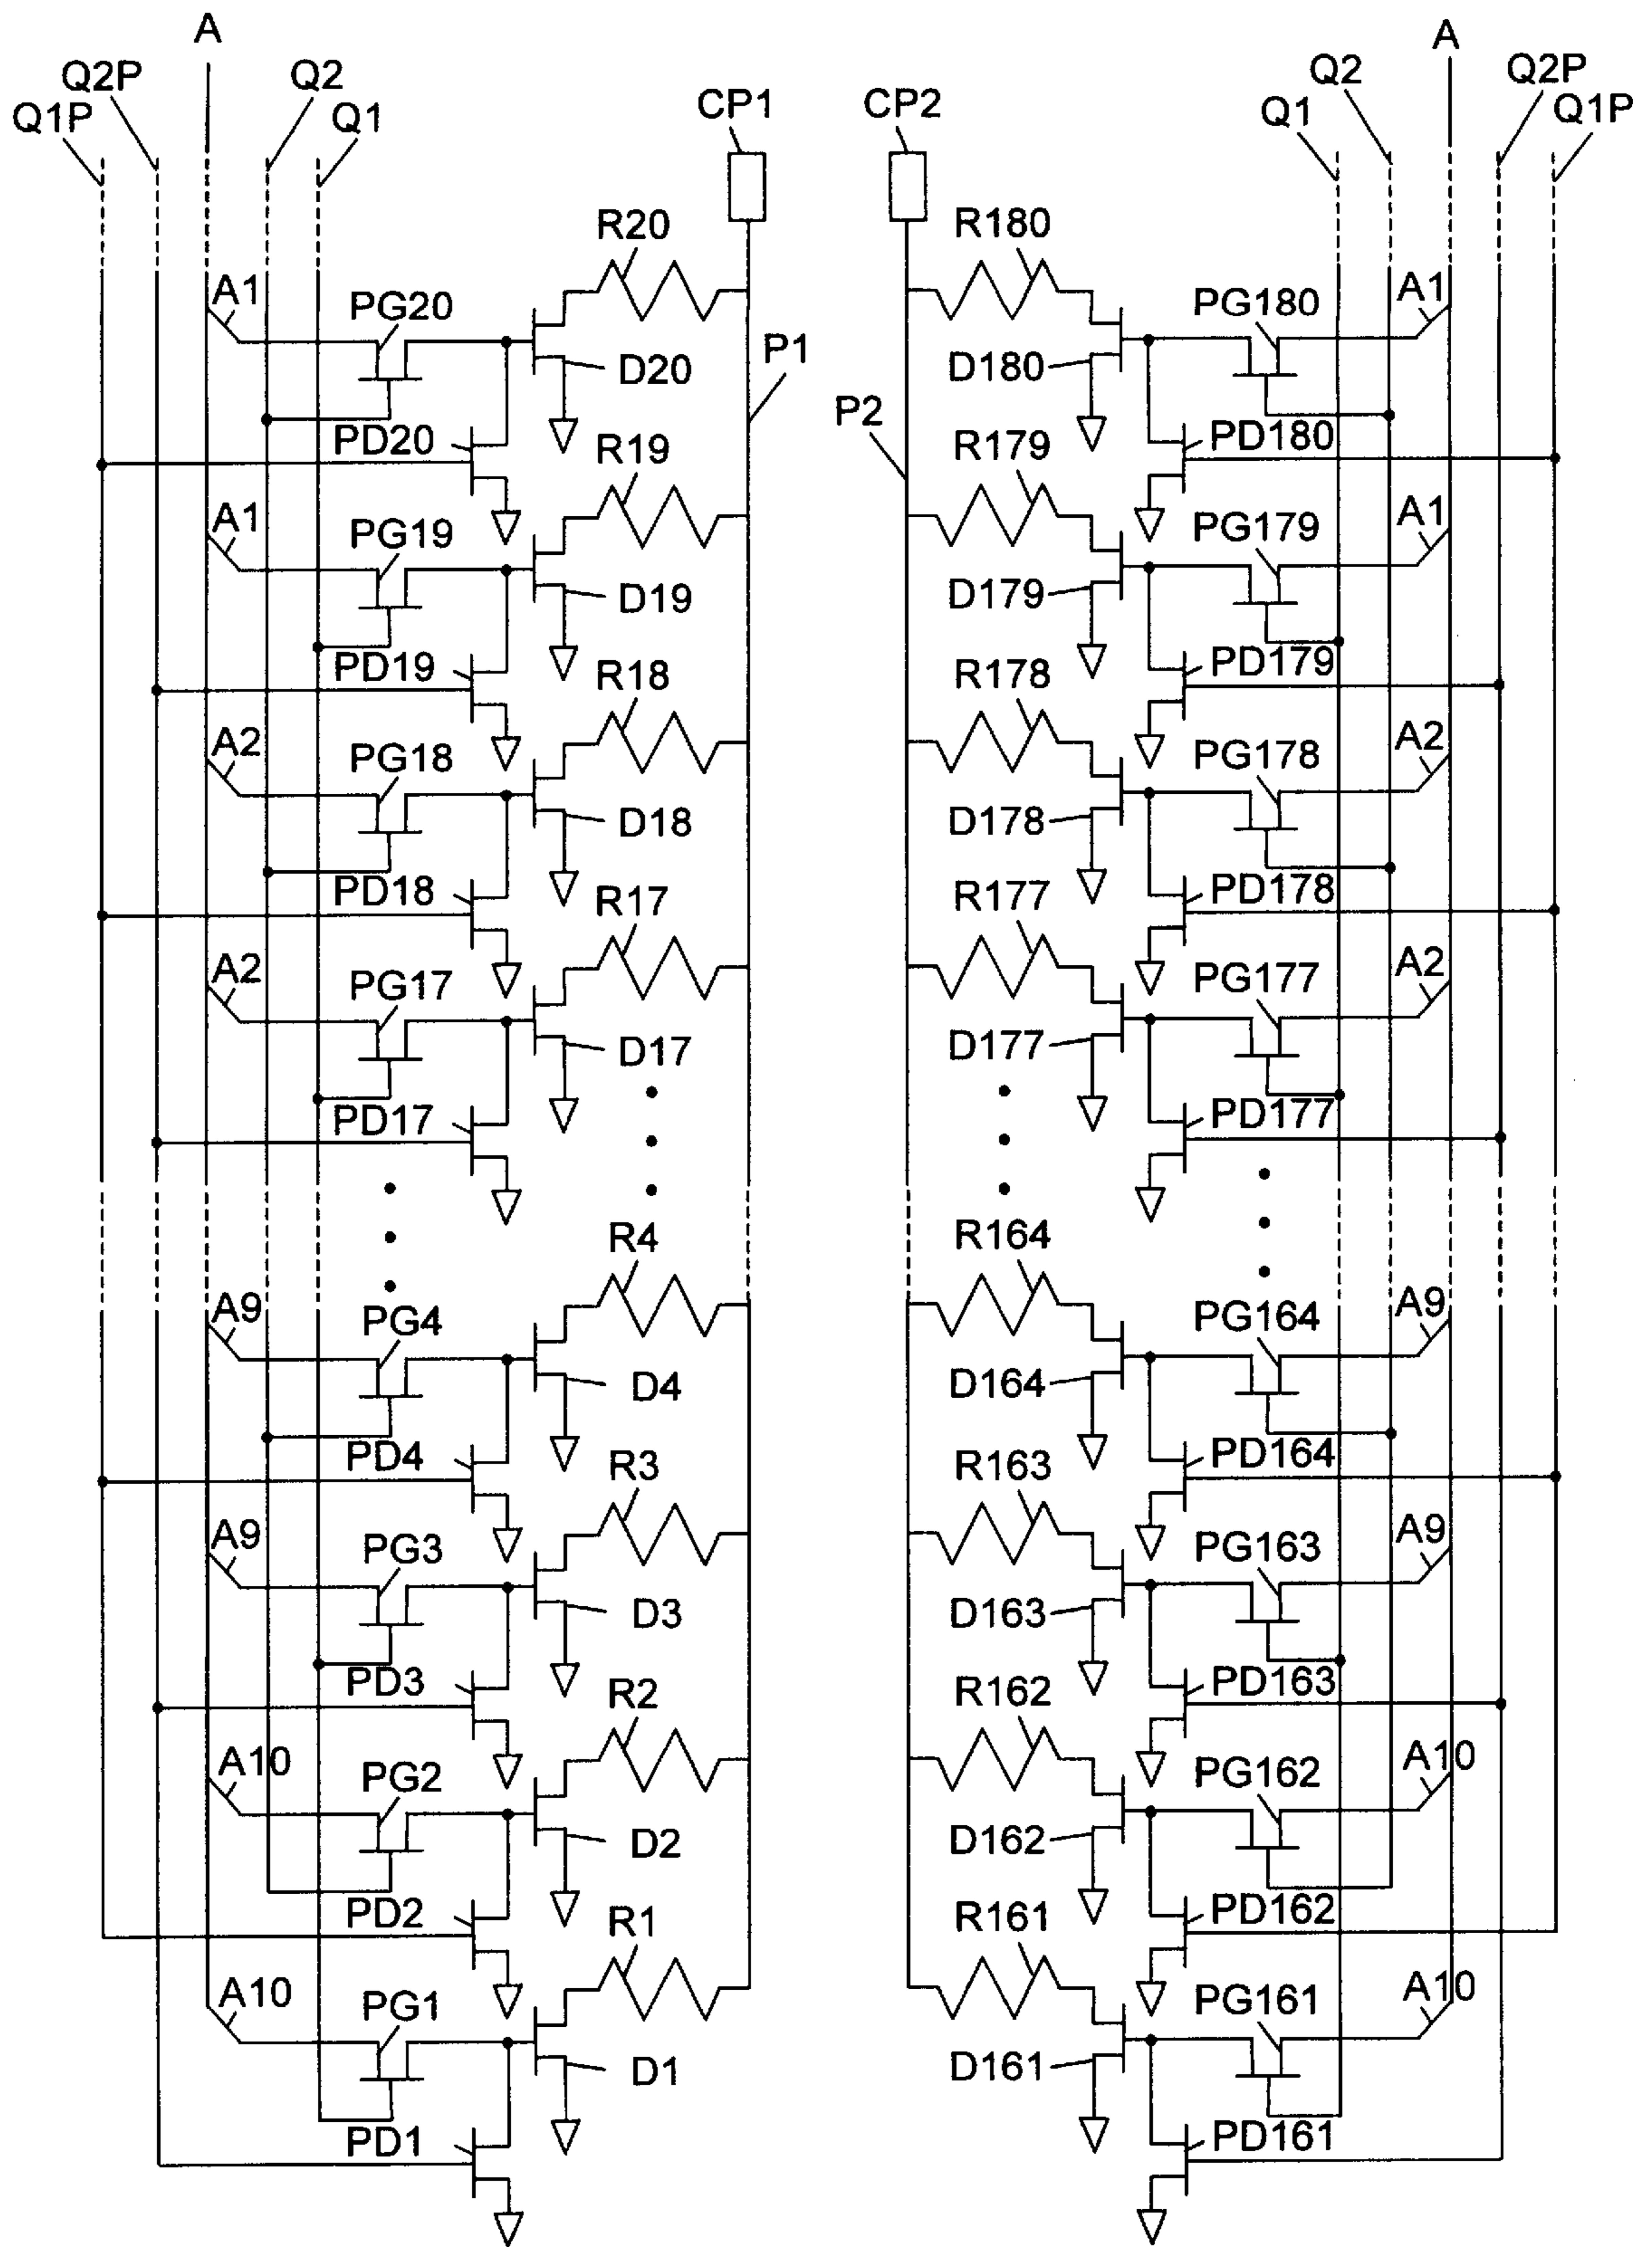 A A
Q2P Q2 Q2 Q2P
Q1P Q1 CP1 CP2 Q1 Q1P
R20 R180
A1 PG20 PG180 A1
P1
D20 D180
P2
PD20 PD180
R19 R179
A1 PG19 PG179 A1
D19 D179
PD19 PD179
R18 R178
A2 PG18 PG178 A2
D18 D178
PD18 PD178
R17 R177
A2 PG17 PG177 A2
D17 D177
PD17 PD177
R4 R164
A9 PG4 PG164 A9
D4 D164
PD4 PD164
R3 R163
A9 PG3 PG163 A9
D3 D163
PD3 PD163
R2 R162
A10 PG2 PG162 A10
D2 D162
PD2 PD162
R1 R161
A10 PG1 PG161 A10
D1 D161
PD1 PD161